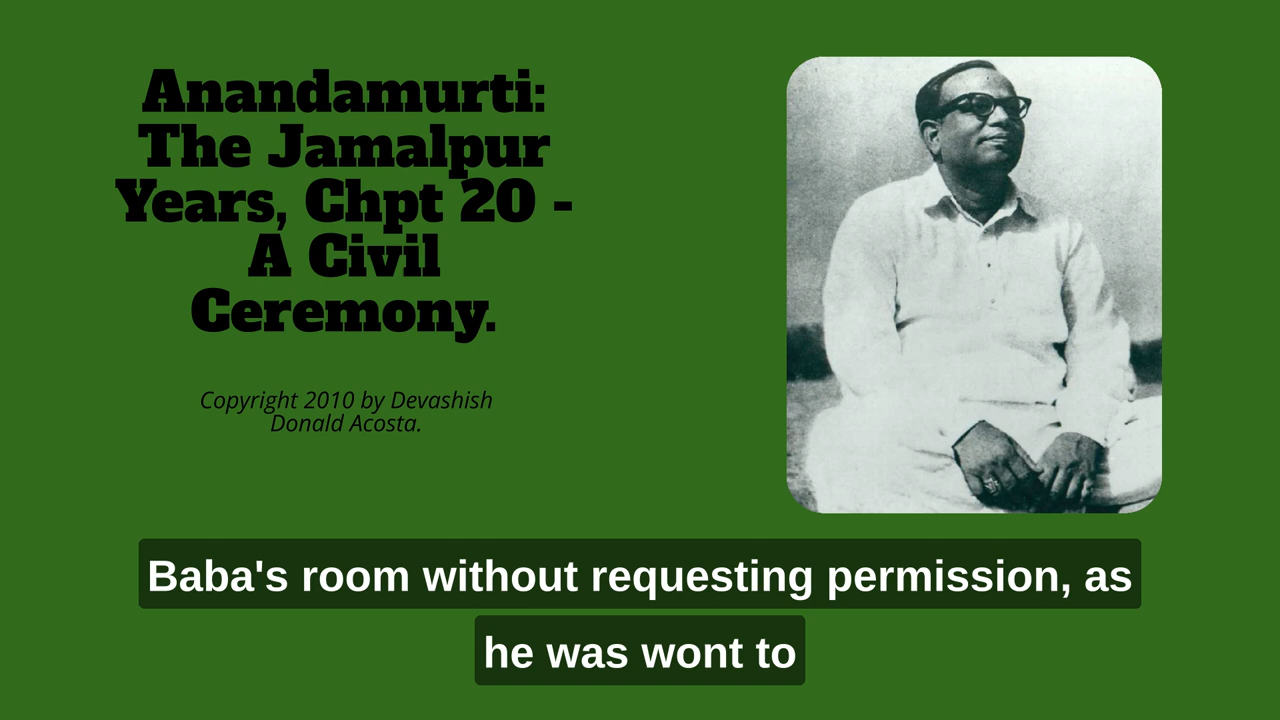 Anandamurti:
The Jamalpur
Years, Chpt 20 -
A Civil
Ceremony.
Copyright 2010 by Devashish
Donald Acosta.
Baba's room without requesting permission, as
he was wont to